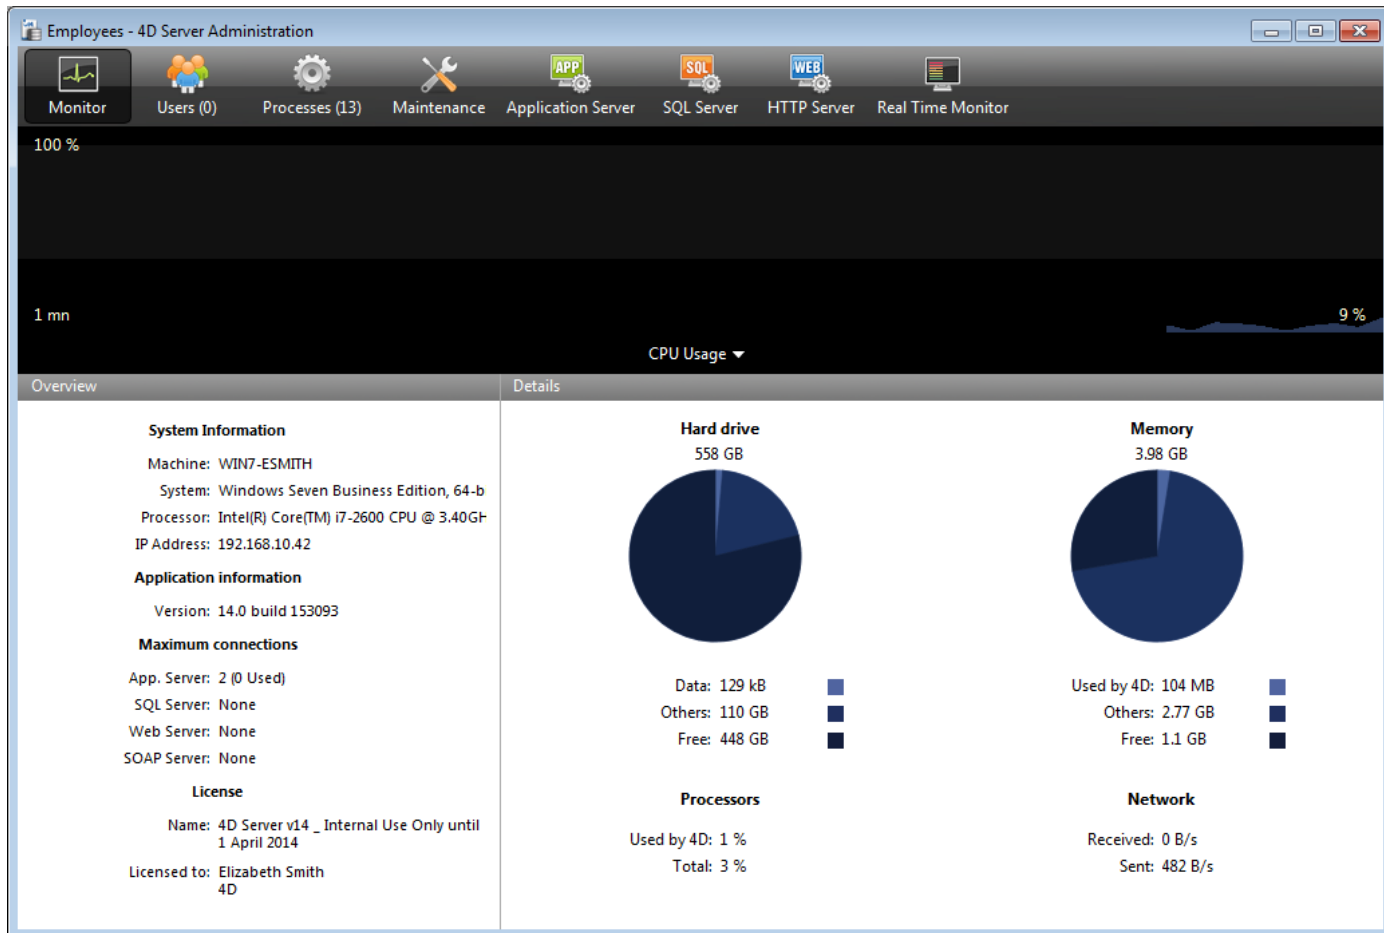 Employees - 4D Server Administration
Monitor
Users (0)
Processes (13)
Maintenance
APP
Application Server
SQL
SQL Server
WEB
HTTP Server
Real Time Monitor
100 %
1 mn
9 %
CPU Usage
Overview
Details
System Information
Machine: WIN7-ESMITH
System: Windows Seven Business Edition, 64-b
Processor: Intel(R) Core(TM) i7-2600 CPU @ 3.40GH
IP Address: 192.168.10.42
Application information
Version: 14.0 build 153093
Maximum connections
App. Server: 2 (0 Used)
SQL Server: None
Web Server: None
SOAP Server: None
License
Name: 4D Server v14 _ Internal Use Only until
1 April 2014
Licensed to: Elizabeth Smith
4D
Hard drive
558 GB
Data: 129 kB
Others: 110 GB
Free: 448 GB
Memory
3.98 GB
Used by 4D: 104 MB
Others: 2.77 GB
Free: 1.1 GB
Processors
Used by 4D: 1 %
Total: 3 %
Network
Received: 0 B/s
Sent: 482 B/s